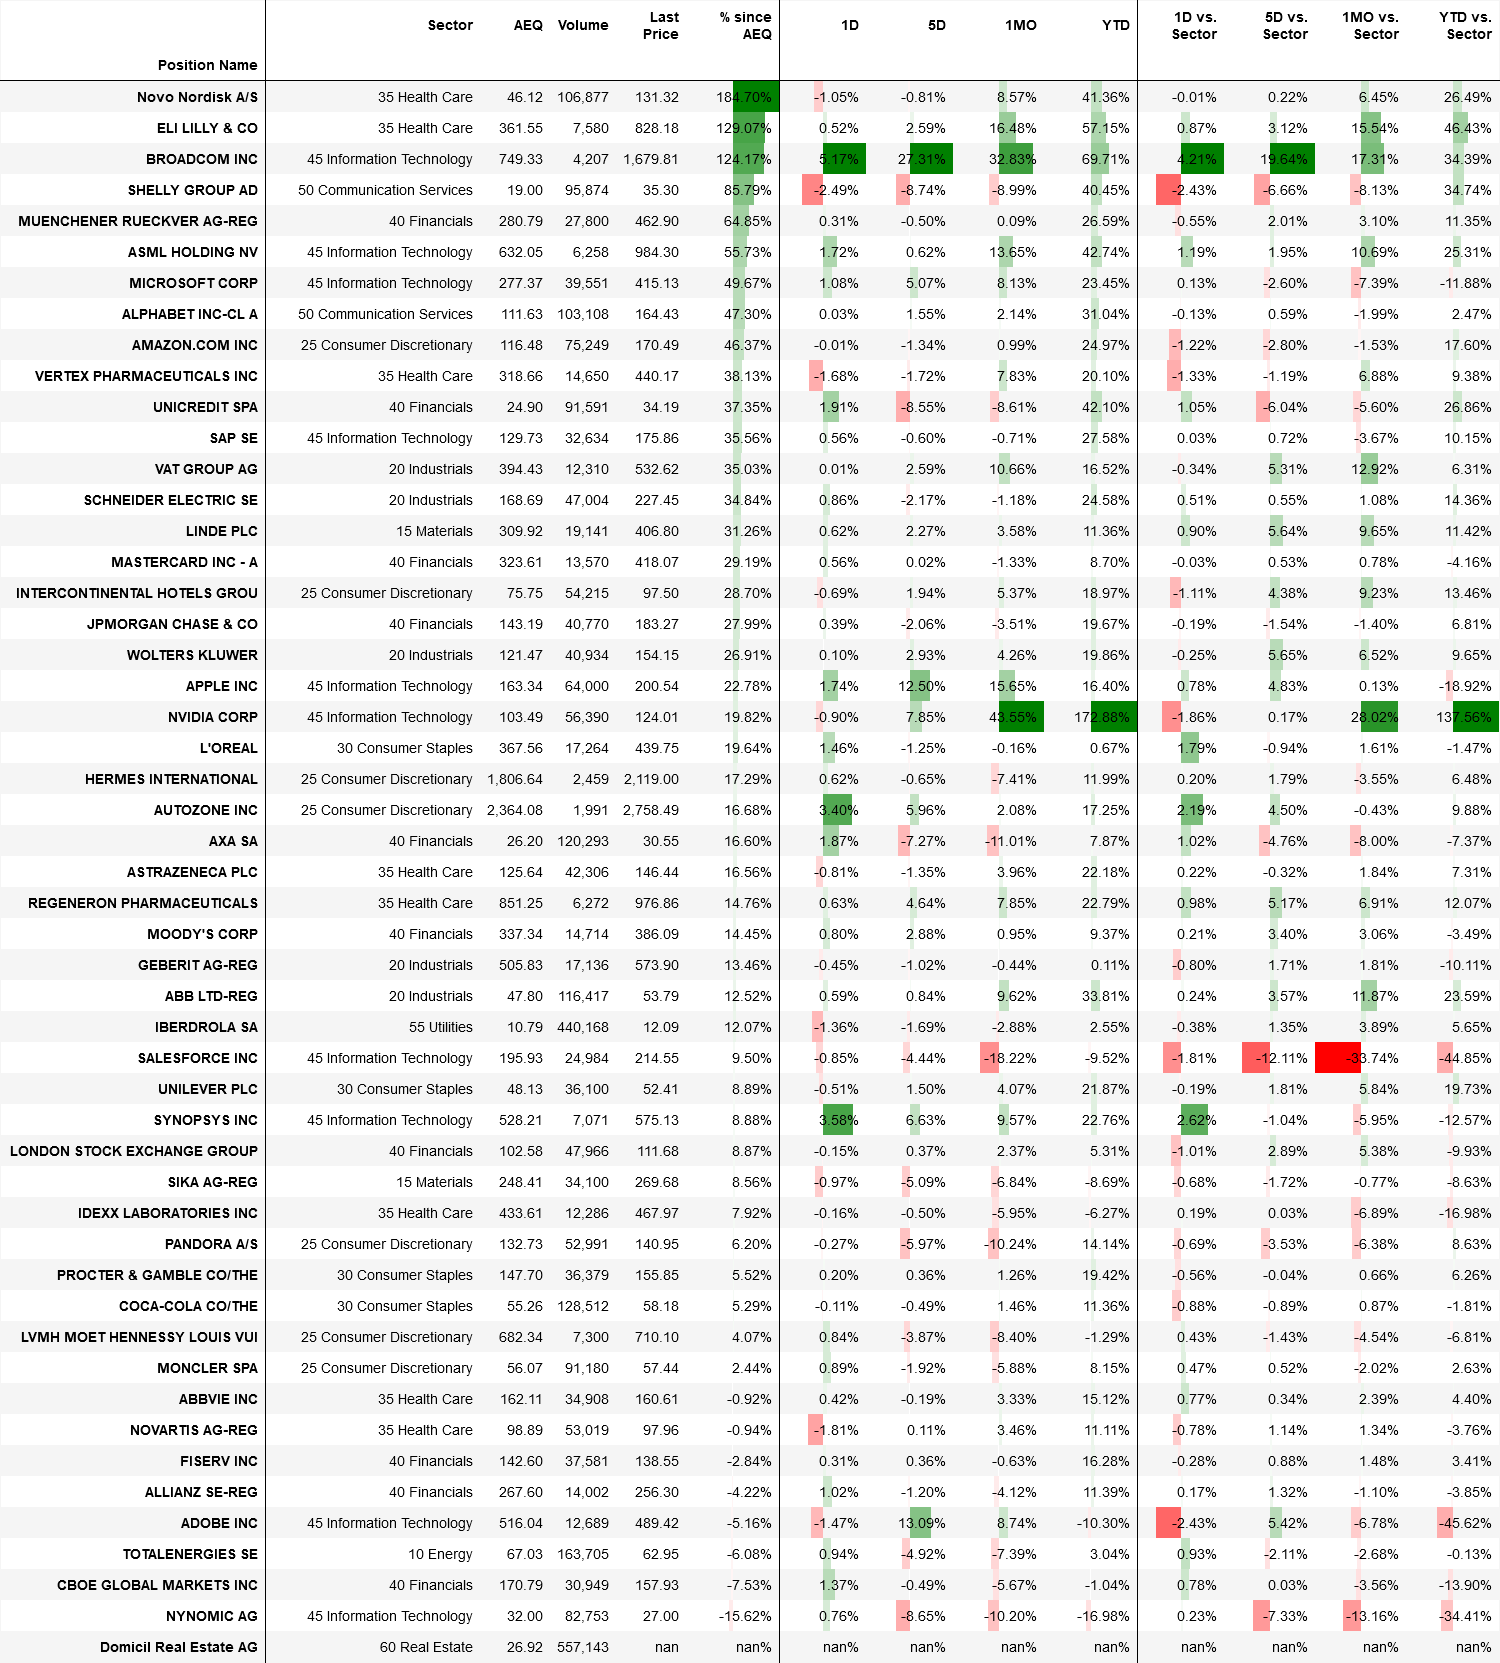 Position Name Sector AEQ Volume Last Price % since AEQ 1D 5D 1MO YTD 1D vs. Sector 5D vs. Sector 1MO vs. Sector YTD vs. Sector
Novo Nordisk A/S 35 Health Care 46.12 106,877 131.32 184.70% -1.05% -0.81% 8.57% 41.36% -0.01% 0.22% 6.45% 26.49%
ELI LILLY & CO 35 Health Care 361.55 7,580 828.18 129.07% 0.52% 2.59% 16.48% 57.15% 0.87% 3.12% 15.54% 46.43%
BROADCOM INC 45 Information Technology 749.33 4,207 1,679.81 124.17% 5.17% 27.31% 32.83% 69.71% 4.21% 19.64% 17.31% 34.39%
SHELLY GROUP AD 50 Communication Services 19.00 95,874 35.30 85.79% -2.49% -8.74% -8.99% 40.45% -2.43% -6.66% -8.13% 34.74%
MUENCHENER RUECKVER AG-REG 40 Financials 280.79 27,800 462.90 64.85% 0.31% -0.50% 0.09% 26.59% -0.55% 2.01% 3.10% 11.35%
ASML HOLDING NV 45 Information Technology 632.05 6,258 984.30 55.73% 1.72% 0.62% 13.65% 42.74% 1.19% 1.95% 10.69% 25.31%
MICROSOFT CORP 45 Information Technology 277.37 39,551 415.13 49.67% 1.08% 5.07% 8.13% 23.45% 0.13% -2.60% -7.39% -11.88%
ALPHABET INC-CL A 50 Communication Services 111.63 103,108 164.43 47.30% 0.03% 1.55% 2.14% 31.04% -0.13% 0.59% -1.99% 2.47%
AMAZON.COM INC 25 Consumer Discretionary 116.48 75,249 170.49 46.37% -0.01% -1.34% 0.99% 24.97% -1.22% -2.80% -1.53% 17.60%
VERTEX PHARMACEUTICALS INC 35 Health Care 318.66 14,650 440.17 38.13% -1.68% -1.72% 7.83% 20.10% -1.33% -1.19% 6.88% 9.38%
UNICREDIT SPA 40 Financials 24.90 91,591 34.19 37.35% 1.91% -8.55% -8.61% 42.10% 1.05% -6.04% -5.60% 26.86%
SAP SE 45 Information Technology 129.73 32,634 175.86 35.56% 0.56% -0.60% -0.71% 27.58% 0.03% 0.72% -3.67% 10.15%
VAT GROUP AG 20 Industrials 394.43 12,310 532.62 35.03% 0.01% 2.59% 10.66% 16.52% -0.34% 5.31% 12.92% 6.31%
SCHNEIDER ELECTRIC SE 20 Industrials 168.69 47,004 227.45 34.84% 0.86% -2.17% -1.18% 24.58% 0.51% 0.55% 1.08% 14.36%
LINDE PLC 15 Materials 309.92 19,141 406.80 31.26% 0.62% 2.27% 3.58% 11.36% 0.90% 5.64% 9.65% 11.42%
MASTERCARD INC - A 40 Financials 323.61 13,570 418.07 29.19% 0.56% 0.02% -1.33% 8.70% -0.03% 0.53% 0.78% -4.16%
INTERCONTINENTAL HOTELS GROU 25 Consumer Discretionary 75.75 54,215 97.50 28.70% -0.69% 1.94% 5.37% 18.97% -1.11% 4.38% 9.23% 13.46%
JPMORGAN CHASE & CO 40 Financials 143.19 40,770 183.27 27.99% 0.39% -2.06% -3.51% 19.67% -0.19% -1.54% -1.40% 6.81%
WOLTERS KLUWER 20 Industrials 121.47 40,934 154.15 26.91% 0.10% 2.93% 4.26% 19.86% -0.25% 5.65% 6.52% 9.65%
APPLE INC 45 Information Technology 163.34 64,000 200.54 22.78% 1.74% 12.50% 15.65% 16.40% 0.78% 4.83% 0.13% -18.92%
NVIDIA CORP 45 Information Technology 103.49 56,390 124.01 19.82% -0.90% 7.85% 43.55% 172.88% -1.86% 0.17% 28.02% 137.56%
L'OREAL 30 Consumer Staples 367.56 17,264 439.75 19.64% 1.46% -1.25% -0.16% 0.67% 1.79% -0.94% 1.61% -1.47%
HERMES INTERNATIONAL 25 Consumer Discretionary 1,806.64 2,459 2,119.00 17.29% 0.62% -0.65% -7.41% 11.99% 0.20% 1.79% -3.55% 6.48%
AUTOZONE INC 25 Consumer Discretionary 2,364.08 1,991 2,758.49 16.68% 3.40% 5.96% 2.08% 17.25% 2.19% 4.50% -0.43% 9.88%
AXA SA 40 Financials 26.20 120,293 30.55 16.60% 1.87% -7.27% -11.01% 7.87% 1.02% -4.76% -8.00% -7.37%
ASTRAZENECA PLC 35 Health Care 125.64 42,306 146.44 16.56% -0.81% -1.35% 3.96% 22.18% 0.22% -0.32% 1.84% 7.31%
REGENERON PHARMACEUTICALS 35 Health Care 851.25 6,272 976.86 14.76% 0.63% 4.64% 7.85% 22.79% 0.98% 5.17% 6.91% 12.07%
MOODY'S CORP 40 Financials 337.34 14,714 386.09 14.45% 0.80% 2.88% 0.95% 9.37% 0.21% 3.40% 3.06% -3.49%
GEBERIT AG-REG 20 Industrials 505.83 17,136 573.90 13.46% -0.45% -1.02% -0.44% 0.11% -0.80% 1.71% 1.81% -10.11%
ABB LTD-REG 20 Industrials 47.80 116,417 53.79 12.52% 0.59% 0.84% 9.62% 33.81% 0.24% 3.57% 11.87% 23.59%
IBERDROLA SA 55 Utilities 10.79 440,168 12.09 12.07% -1.36% -1.69% -2.88% 2.55% -0.38% 1.35% 3.89% 5.65%
SALESFORCE INC 45 Information Technology 195.93 24,984 214.55 9.50% -0.85% -4.44% -18.22% -9.52% -1.81% -12.11% -33.74% -44.85%
UNILEVER PLC 30 Consumer Staples 48.13 36,100 52.41 8.89% -0.51% 1.50% 4.07% 21.87% -0.19% 1.81% 5.84% 19.73%
SYNOPSYS INC 45 Information Technology 528.21 7,071 575.13 8.88% 3.58% 6.63% 9.57% 22.76% 2.62% -1.04% -5.95% -12.57%
LONDON STOCK EXCHANGE GROUP 40 Financials 102.58 47,966 111.68 8.87% -0.15% 0.37% 2.37% 5.31% -1.01% 2.89% 5.38% -9.93%
SIKA AG-REG 15 Materials 248.41 34,100 269.68 8.56% -0.97% -5.09% -6.84% -8.69% -0.68% -1.72% -0.77% -8.63%
IDEXX LABORATORIES INC 35 Health Care 433.61 12,286 467.97 7.92% -0.16% -0.50% -5.95% -6.27% 0.19% 0.03% -6.89% -16.98%
PANDORA A/S 25 Consumer Discretionary 132.73 52,991 140.95 6.20% -0.27% -5.97% -10.24% 14.14% -0.69% -3.53% -6.38% 8.63%
PROCTER & GAMBLE CO/THE 30 Consumer Staples 147.70 36,379 155.85 5.52% 0.20% 0.36% 1.26% 19.42% -0.56% -0.04% 0.66% 6.26%
COCA-COLA CO/THE 30 Consumer Staples 55.26 128,512 58.18 5.29% -0.11% -0.49% 1.46% 11.36% -0.88% -0.89% 0.87% -1.81%
LVMH MOET HENNESSY LOUIS VUI 25 Consumer Discretionary 682.34 7,300 710.10 4.07% 0.84% -3.87% -8.40% -1.29% 0.43% -1.43% -4.54% -6.81%
MONCLER SPA 25 Consumer Discretionary 56.07 91,180 57.44 2.44% 0.89% -1.92% -5.88% 8.15% 0.47% 0.52% -2.02% 2.63%
ABBVIE INC 35 Health Care 162.11 34,908 160.61 -0.92% 0.42% -0.19% 3.33% 15.12% 0.77% 0.34% 2.39% 4.40%
NOVARTIS AG-REG 35 Health Care 98.89 53,019 97.96 -0.94% -1.81% 0.11% 3.46% 11.11% -0.78% 1.14% 1.34% -3.76%
FISERV INC 40 Financials 142.60 37,581 138.55 -2.84% 0.31% 0.36% -0.63% 16.28% -0.28% 0.88% 1.48% 3.41%
ALLIANZ SE-REG 40 Financials 267.60 14,002 256.30 -4.22% 1.02% -1.20% -4.12% 11.39% 0.17% 1.32% -1.10% -3.85%
ADOBE INC 45 Information Technology 516.04 12,689 489.42 -5.16% -1.47% 13.09% 8.74% -10.30% -2.43% 5.42% -6.78% -45.62%
TOTALENERGIES SE 10 Energy 67.03 163,705 62.95 -6.08% 0.94% -4.92% -7.39% 3.04% 0.93% -2.11% -2.68% -0.13%
CBOE GLOBAL MARKETS INC 40 Financials 170.79 30,949 157.93 -7.53% 1.37% -0.49% -5.67% -1.04% 0.78% 0.03% -3.56% -13.90%
NYNOMIC AG 45 Information Technology 32.00 82,753 27.00 -15.62% 0.76% -8.65% -10.20% -16.98% 0.23% -7.33% -13.16% -34.41%
Domicil Real Estate AG 60 Real Estate 26.92 557,143 nan nan% nan% nan% nan% nan% nan% nan% nan% nan%